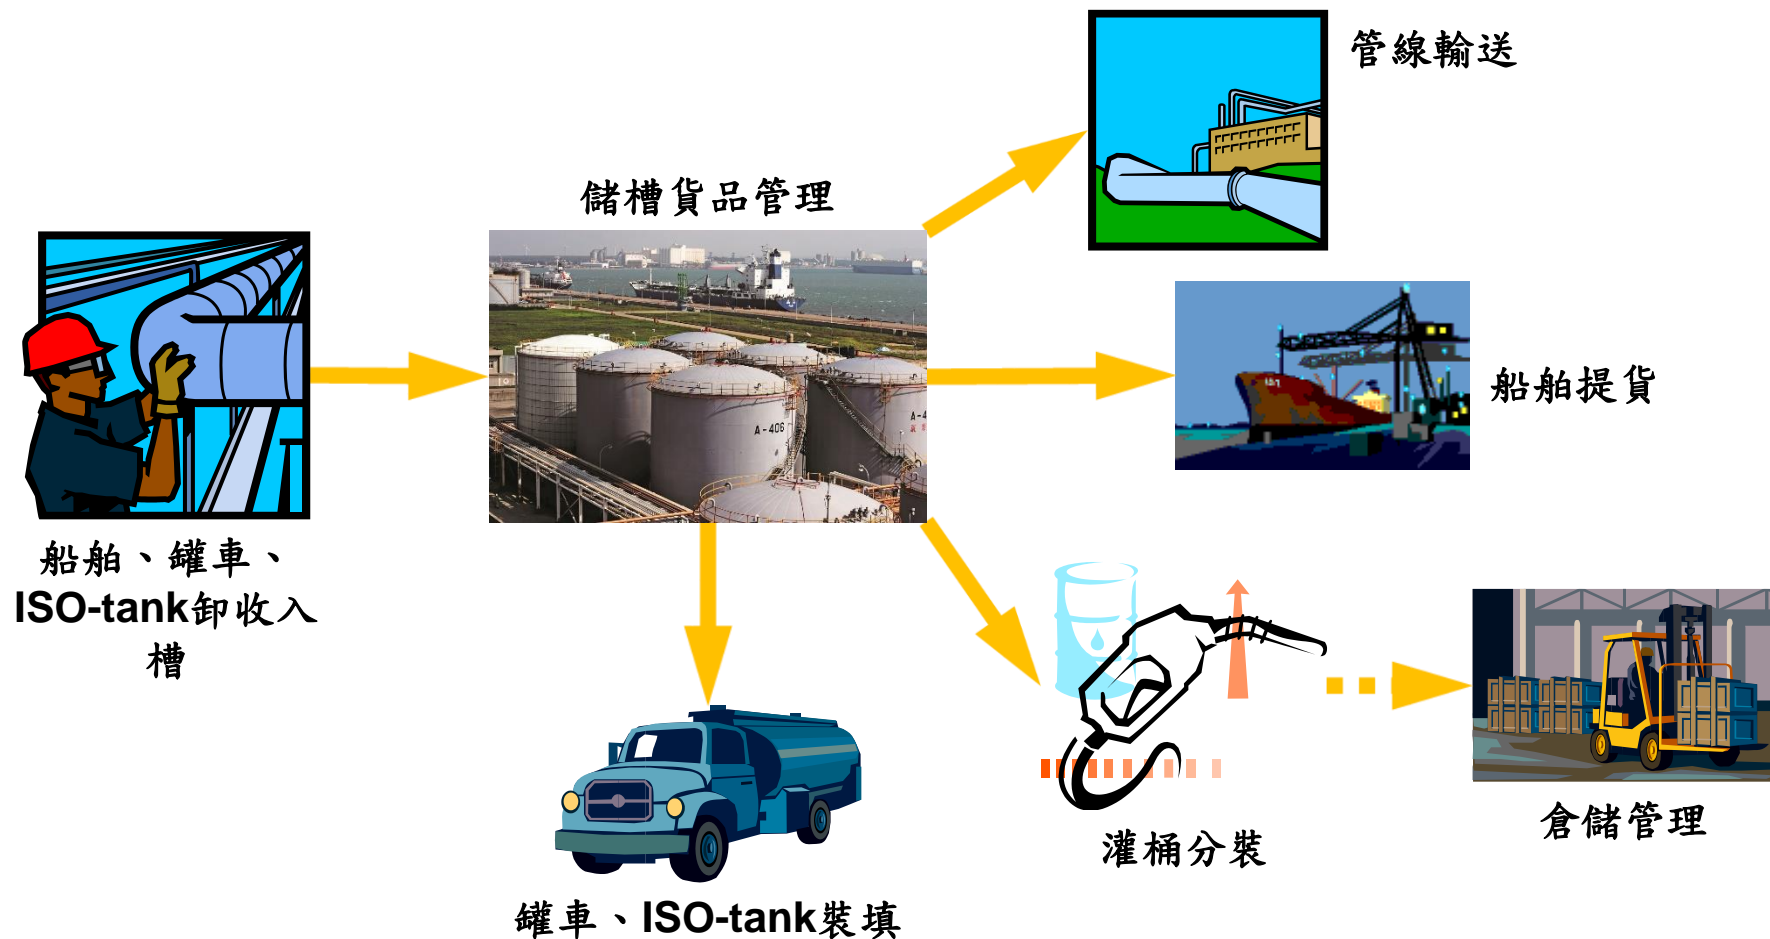 管線輸送
儲槽貨品管理
船舶提貨
船舶、罐車、
ISO-tank卸收入
槽
A-406
A-4
灌桶分裝
倉儲管理
罐車、ISO-tank裝填